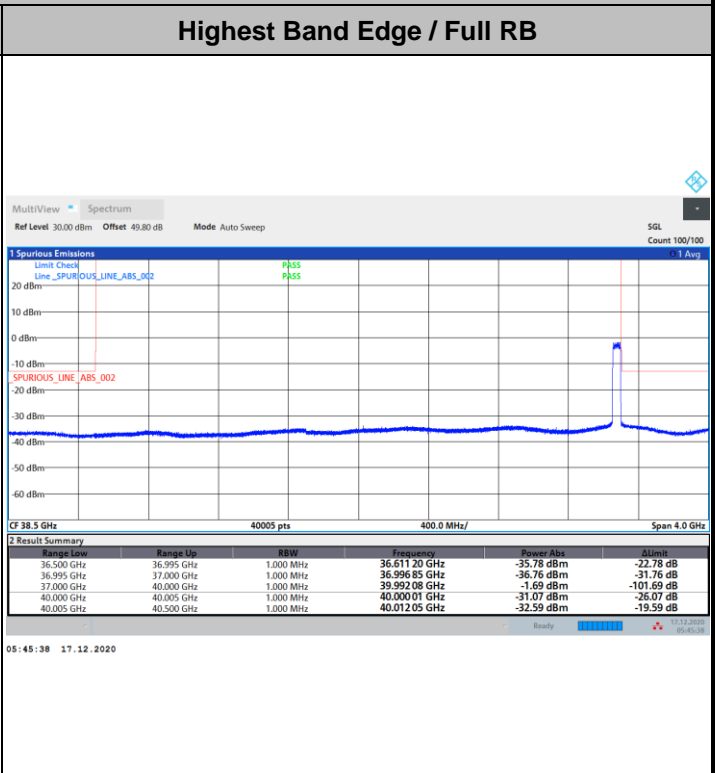 Highest Band Edge / Full RB
MultiView Spectrum
Ref Level 30.00 dBm Offset 49.80 dB Mode Auto Sweep SGL
Count 100/100
1 Spurious Emissions 1 Avg
Limit Check PASS
Line _SPURIOUS_LINE_ABS_002 PASS
20 dBm
10 dBm
0 dBm
-10 dBm
_SPURIOUS_LINE_ABS_002
-20 dBm
-30 dBm
-40 dBm
-50 dBm
-60 dBm
CF 38.5 GHz 40005 pts 400.0 MHz/ Span 4.0 GHz
2 Result Summary
Range Low Range Up RBW Frequency Power Abs ΔLimit
36.500 GHz 36.995 GHz 1.000 MHz 36.611 20 GHz -35.78 dBm -22.78 dB
36.995 GHz 37.000 GHz 1.000 MHz 36.996 85 GHz -36.76 dBm -31.76 dB
37.000 GHz 40.000 GHz 1.000 MHz 39.992 08 GHz -1.69 dBm -101.69 dB
40.000 GHz 40.005 GHz 1.000 MHz 40.000 01 GHz -31.07 dBm -26.07 dB
40.005 GHz 40.500 GHz 1.000 MHz 40.012 05 GHz -32.59 dBm -19.59 dB
Ready 17.12.2020
05:45:38
05:45:38 17.12.2020